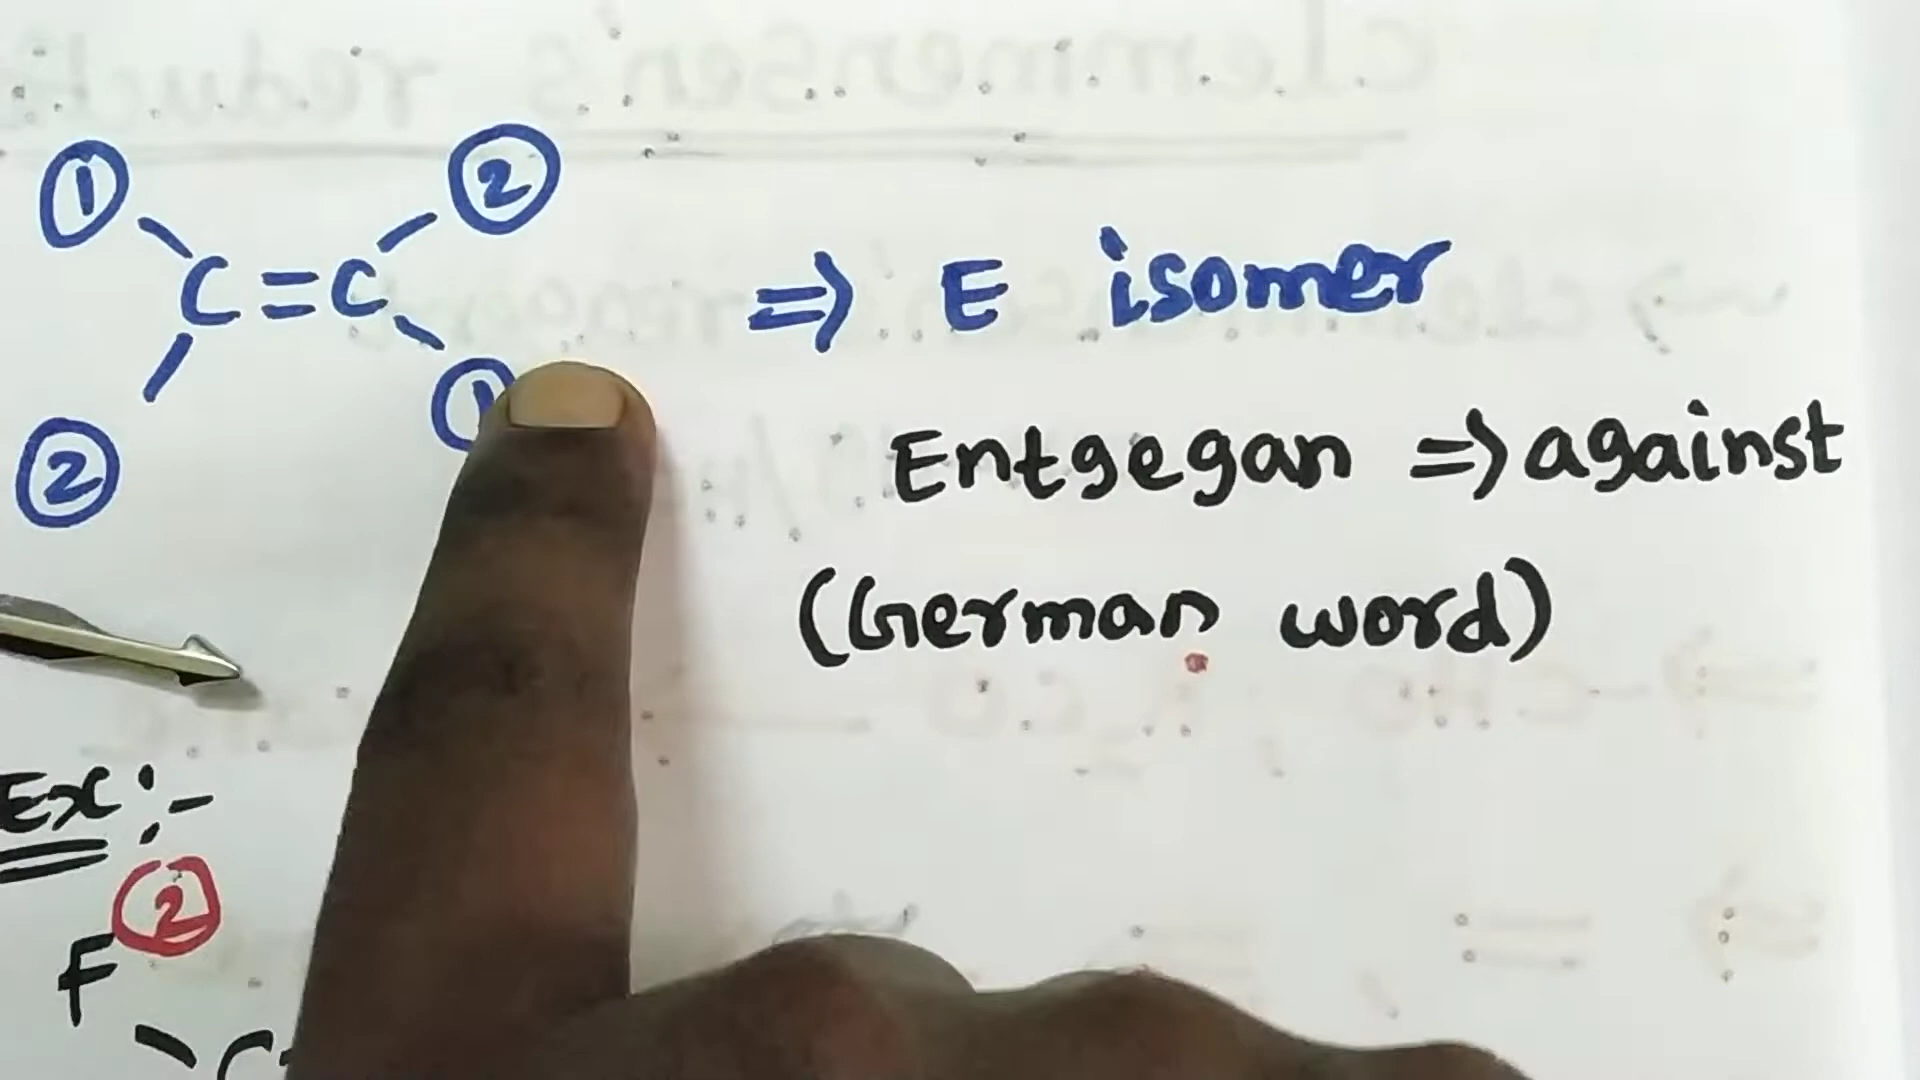 ① ②
C=C ⇒ E isomer
② ①
Entgegan ⇒ against
(German word)
Ex:-
②
F
C